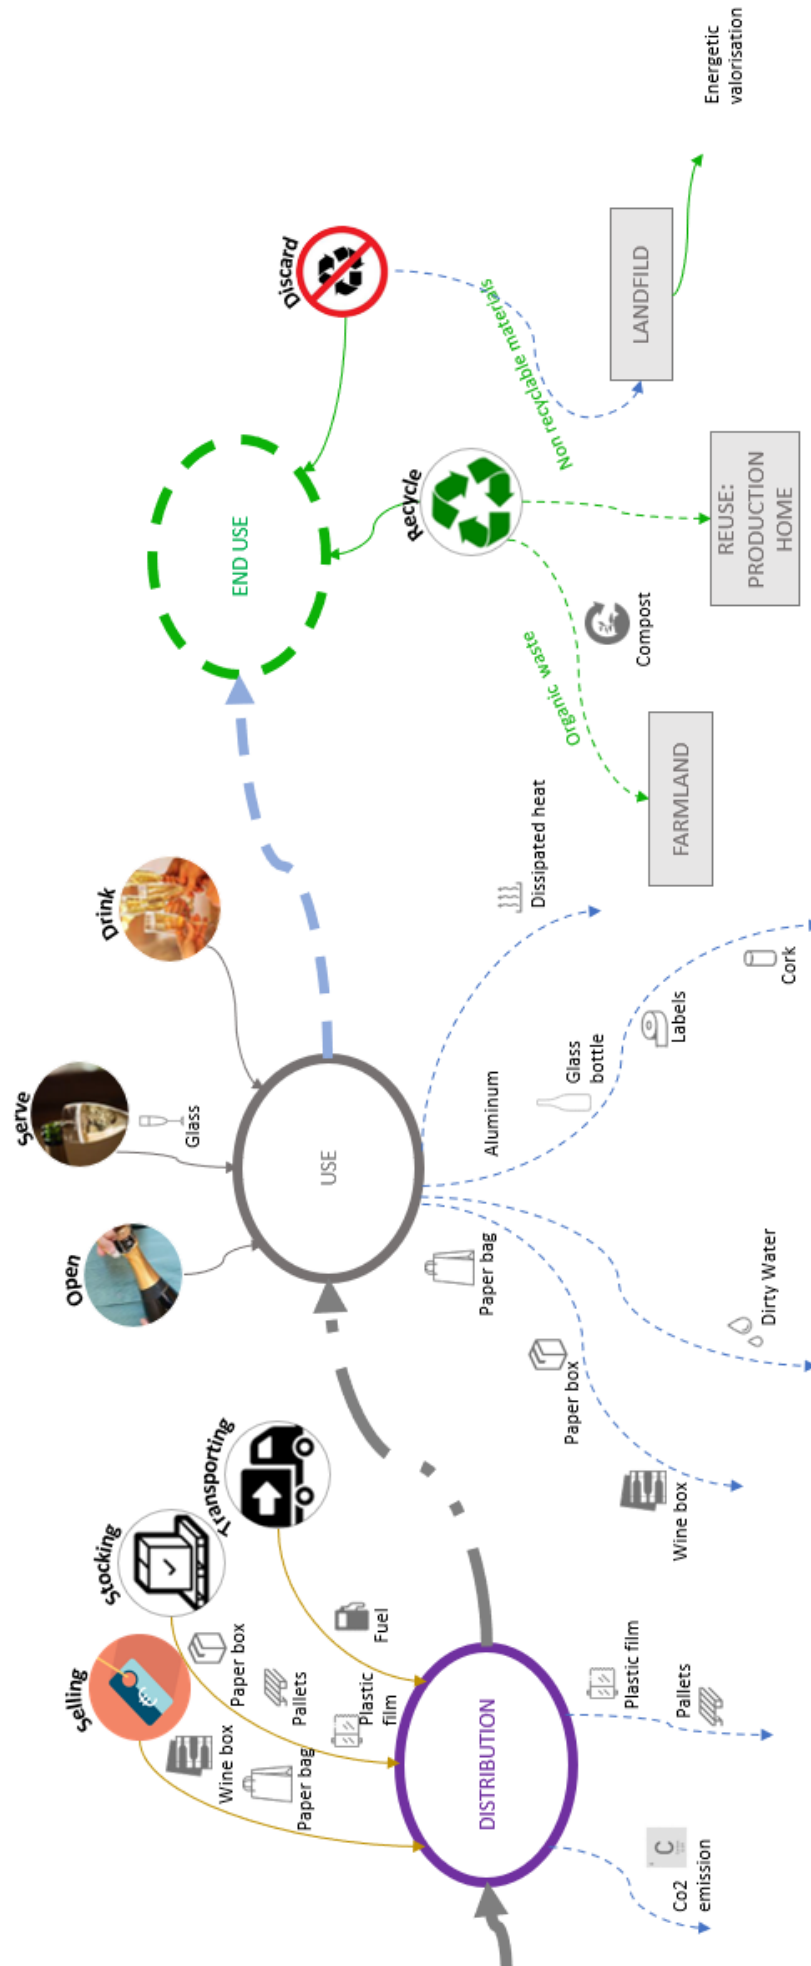 Selling
Wine box
Paper bag
Stocking
Paper box
Pallets
Plastic
film
Transporting
Fuel
DISTRIBUTION
Co2
emission
Plastic film
Pallets
Open
Serve
Glass
Drink
USE
Paper bag
Paper box
Wine box
Dirty Water
Aluminum
Glass
bottle
Labels
Cork
Dissipated heat
END USE
Recycle
Discard
Organic waste
Compost
Non recyclable materials
FARMLAND
REUSE:
PRODUCTION
HOME
LANDFILD
Energetic
valorisation